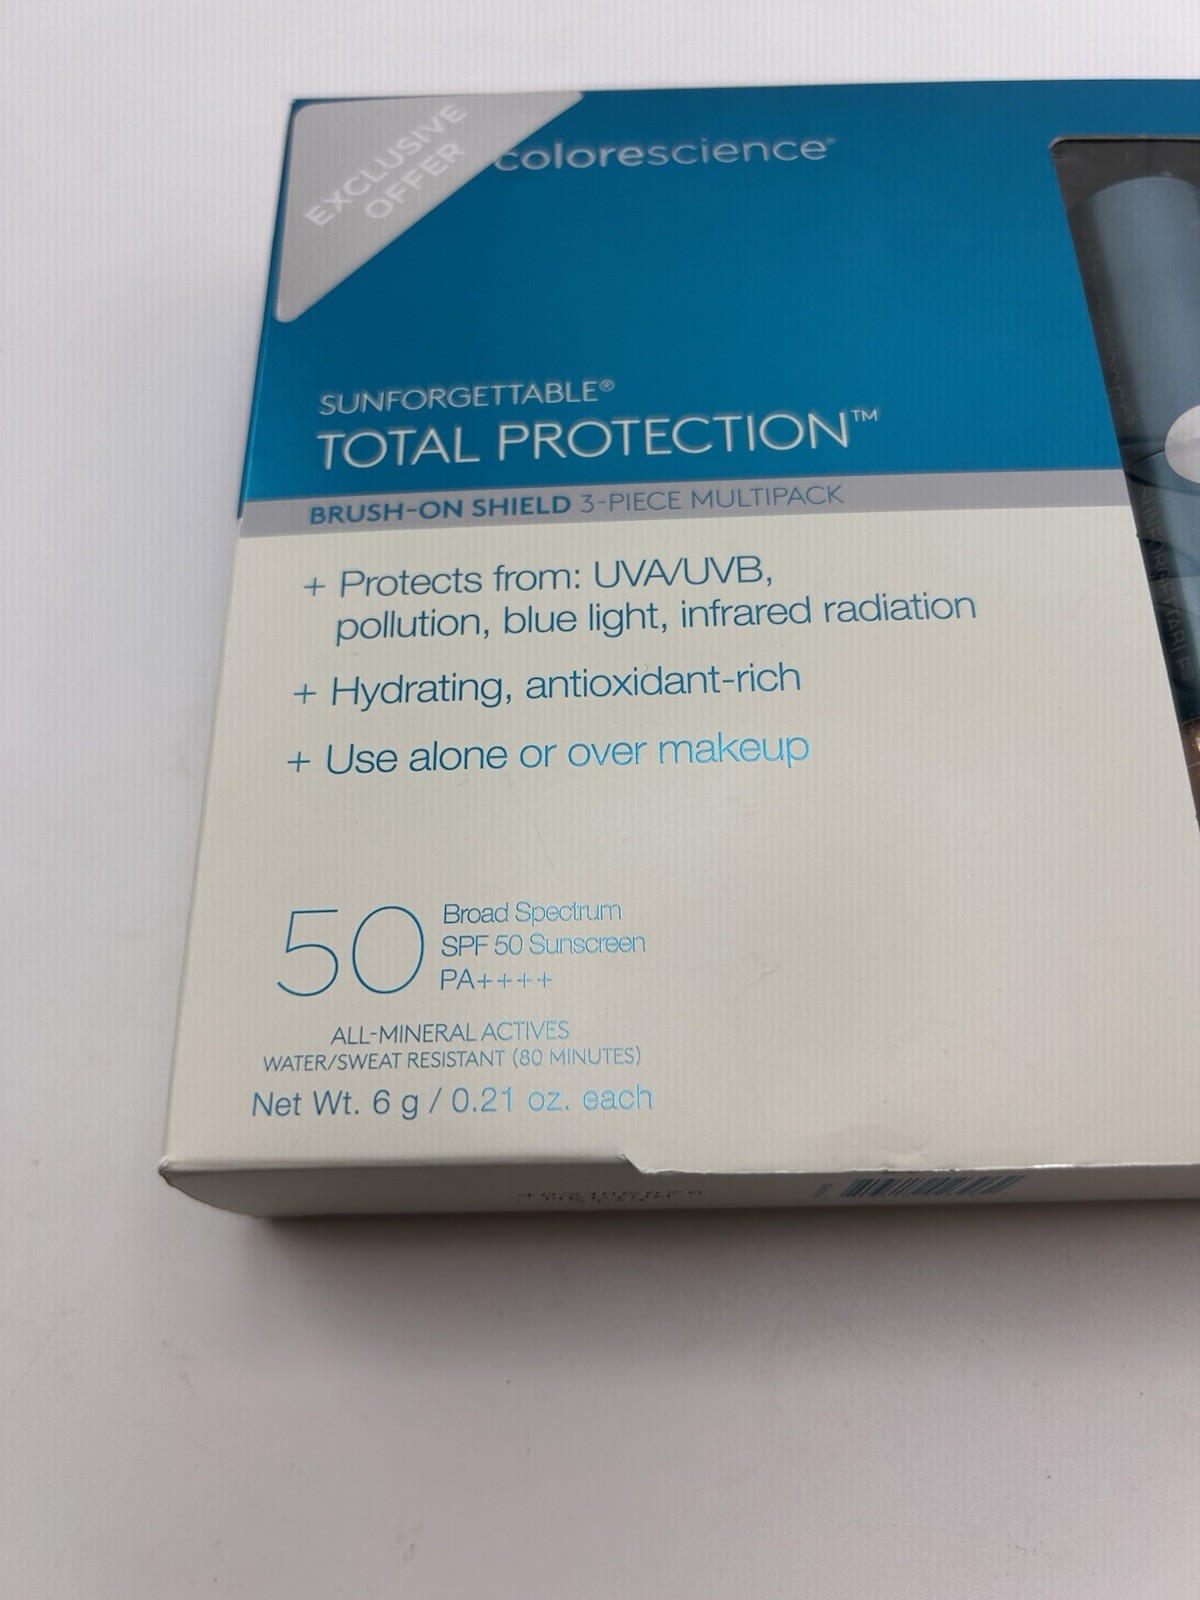 EXCLUSIVE
OFFER
colorescience®
SUNFORGETTABLE®
TOTAL PROTECTION™
BRUSH-ON SHIELD 3-PIECE MULTIPACK
+ Protects from: UVA/UVB,
pollution, blue light, infrared radiation
+ Hydrating, antioxidant-rich
+ Use alone or over makeup
50
Broad Spectrum
SPF 50 Sunscreen
PA++++
ALL-MINERAL ACTIVES
WATER/SWEAT RESISTANT (80 MINUTES)
Net Wt. 6 g / 0.21 oz. each
SUNFORGETTABLE